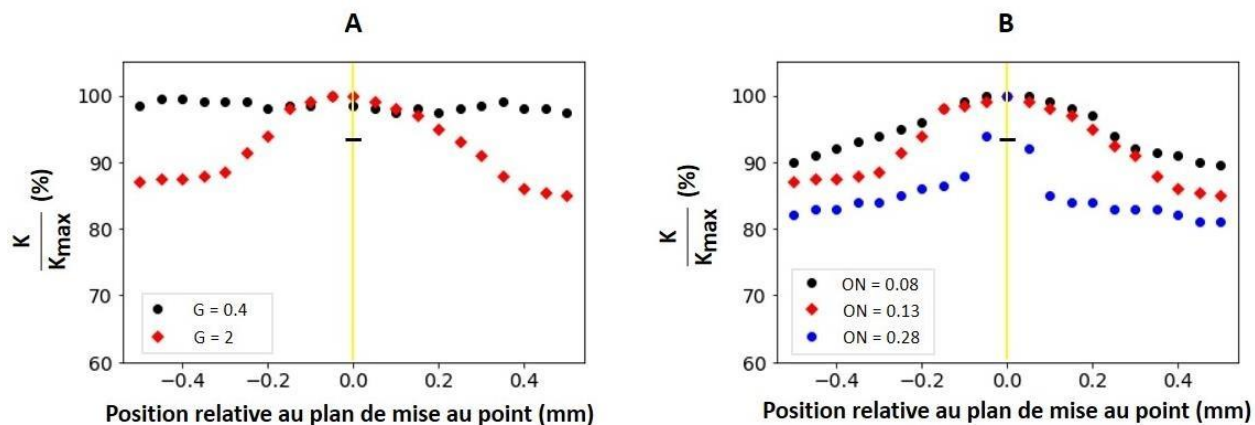 A
K
Kmax
(%)
100
90
80
70
60
G = 0.4
G = 2
−0.4 −0.2 0.0 0.2 0.4
Position relative au plan de mise au point (mm)
B
K
Kmax
(%)
100
90
80
70
60
ON = 0.08
ON = 0.13
ON = 0.28
−0.4 −0.2 0.0 0.2 0.4
Position relative au plan de mise au point (mm)